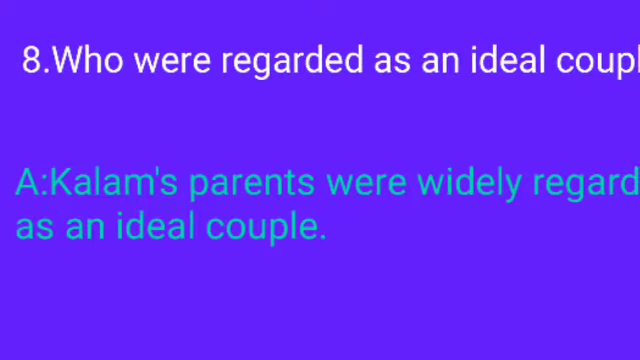 8.Who were regarded as an ideal coupl
A:Kalam's parents were widely regard
as an ideal couple.